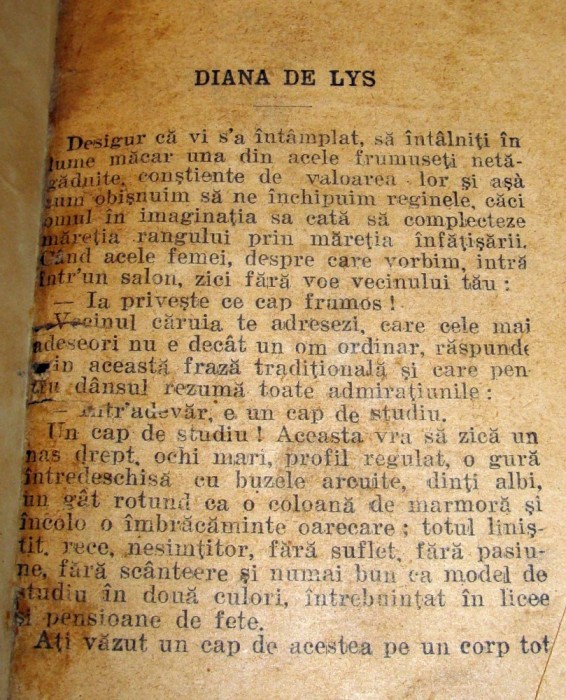 DIANA DE LYS
Desigur că vi s'a întâmplat, să întâlniți în
lume măcar una din acele frumuseți netă-
găduite, conștiente de valoarea lor și așà
cum obișnuim să ne închipuim reginele, căci
omul în imaginația sa cată să complecteze
măreția rangului prin măreția înfățișării.
Când acele femei, despre care vorbim, intră
într'un salon, zici fără voe vecinului tău :
— Ia privește ce cap frumos !
Vecinul căruia te adresezi, care cele mai
adeseori nu e decât un om ordinar, răspunde
prin această frază tradițională și care pen-
tru dânsul rezumă toate admirațiunile :
— Intr'adevăr, e un cap de studiu.
Un cap de studiu ! Aceasta vra să zică un
nas drept, ochi mari, profil regulat, o gură
întredeschisă cu buzele arcuite, dinți albi,
un gât rotund ca o coloană de marmoră și
încolo o îmbrăcăminte oarecare ; totul liniș-
tit, rece, nesimțitor, fără suflet, fără pasiu-
ne, fără scânteere și numai bun ca model de
studiu în două culori, întrebuințat în licee
și pensioane de fete.
Ați văzut un cap de acestea pe un corp tot